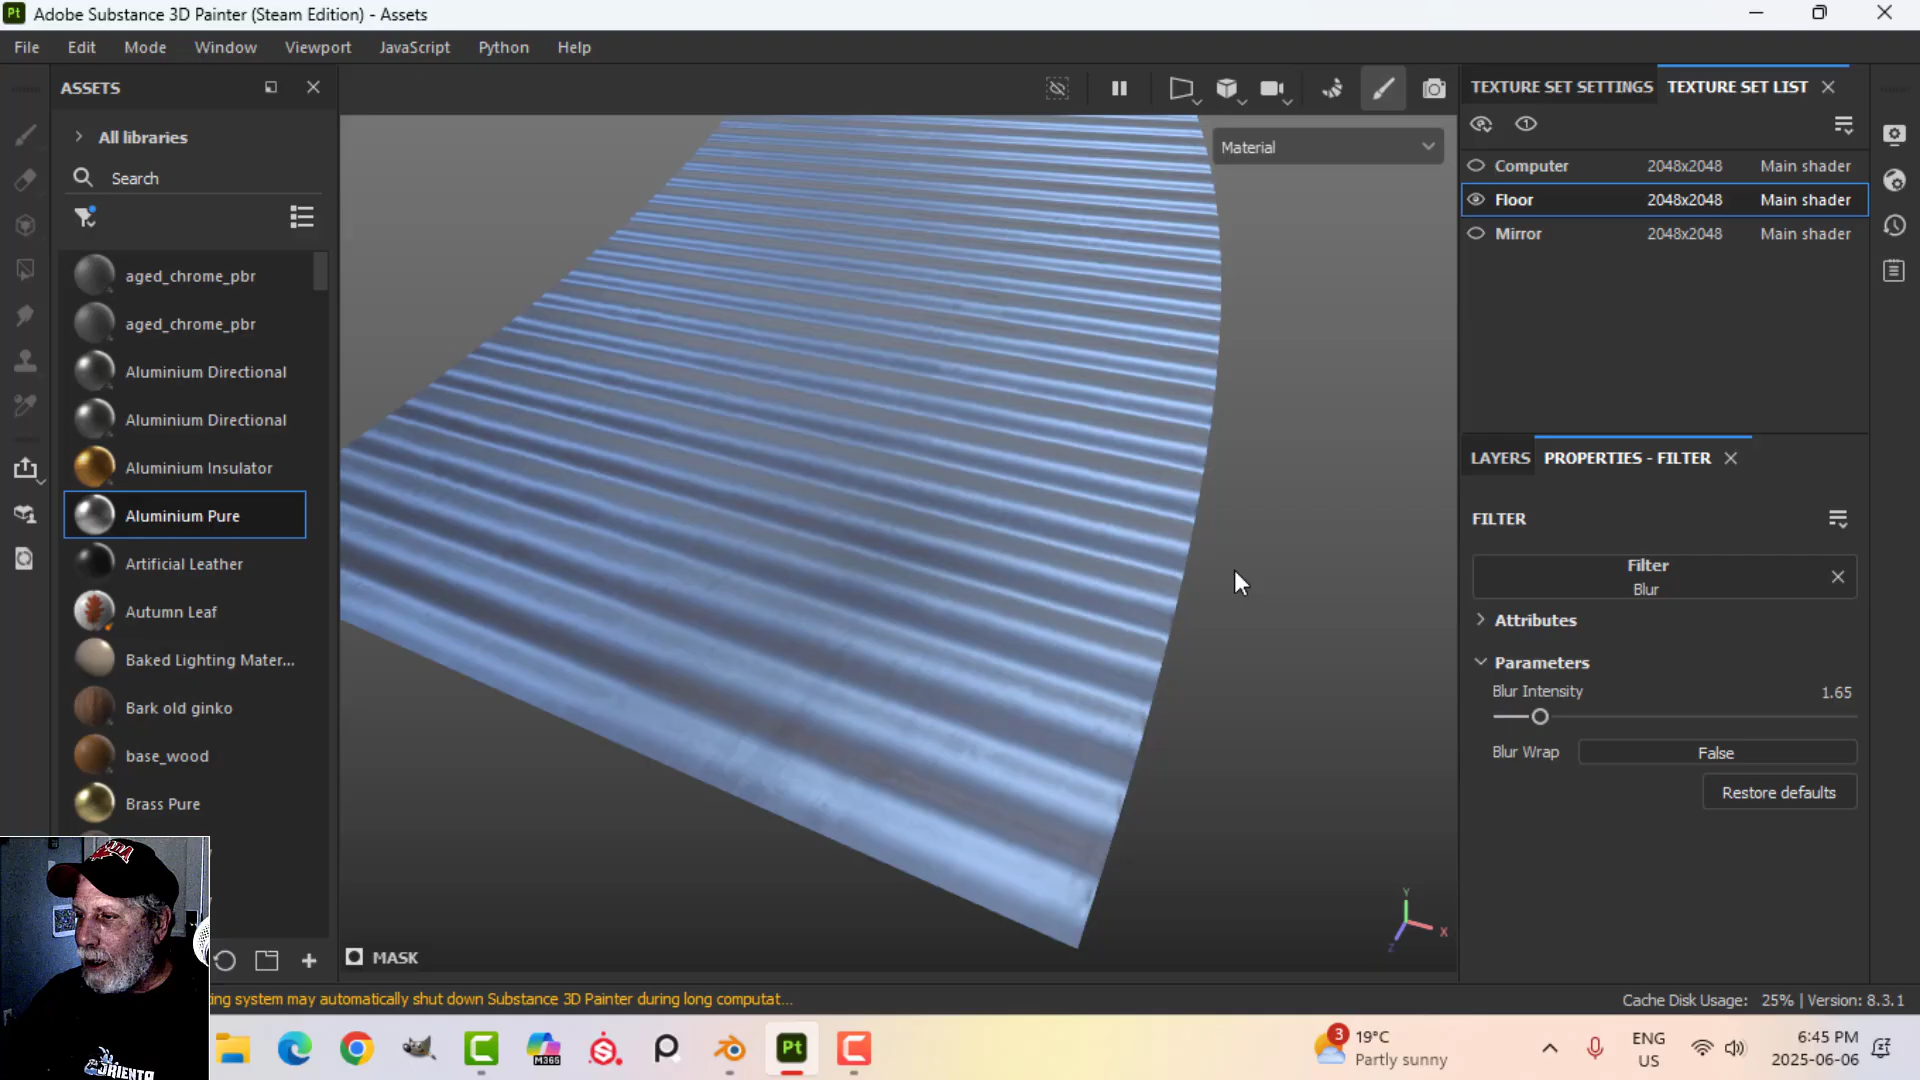 Adobe Substance 3D Painter (Steam Edition) - Assets
File Edit Mode Window Viewport JavaScript Python Help
ASSETS
All libraries
Search
aged_chrome_pbr
aged_chrome_pbr
Aluminium Directional
Aluminium Directional
Aluminium Insulator
Aluminium Pure
Artificial Leather
Autumn Leaf
Baked Lighting Mater...
Bark old ginko
base_wood
Brass Pure
Material
MASK
TEXTURE SET SETTINGS TEXTURE SET LIST
Computer 2048x2048 Main shader
Floor 2048x2048 Main shader
Mirror 2048x2048 Main shader
LAYERS PROPERTIES - FILTER
FILTER
Filter
Blur
Attributes
Parameters
Blur Intensity 1.65
Blur Wrap False
Restore defaults
Y
X
Z
ing system may automatically shut down Substance 3D Painter during long computat...
Cache Disk Usage: 25% | Version: 8.3.1
M365
Pt
3
19°C
Partly sunny
ENG
US
6:45 PM
2025-06-06